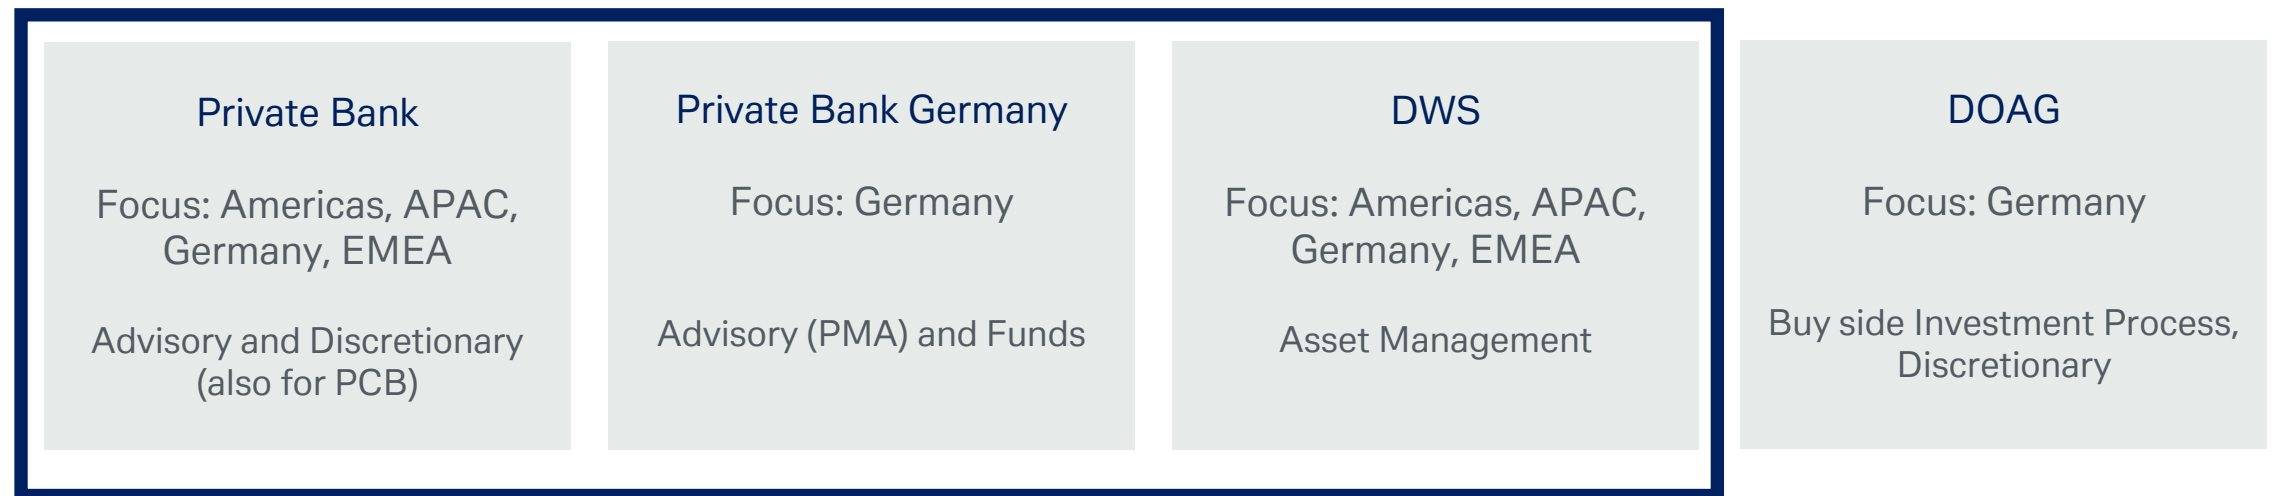 Private Bank
Focus: Americas, APAC,
Germany, EMEA
Advisory and Discretionary
(also for PCB)
Private Bank Germany
Focus: Germany
Advisory (PMA) and Funds
DWS
Focus: Americas, APAC,
Germany, EMEA
Asset Management
DOAG
Focus: Germany
Buy side Investment Process,
Discretionary